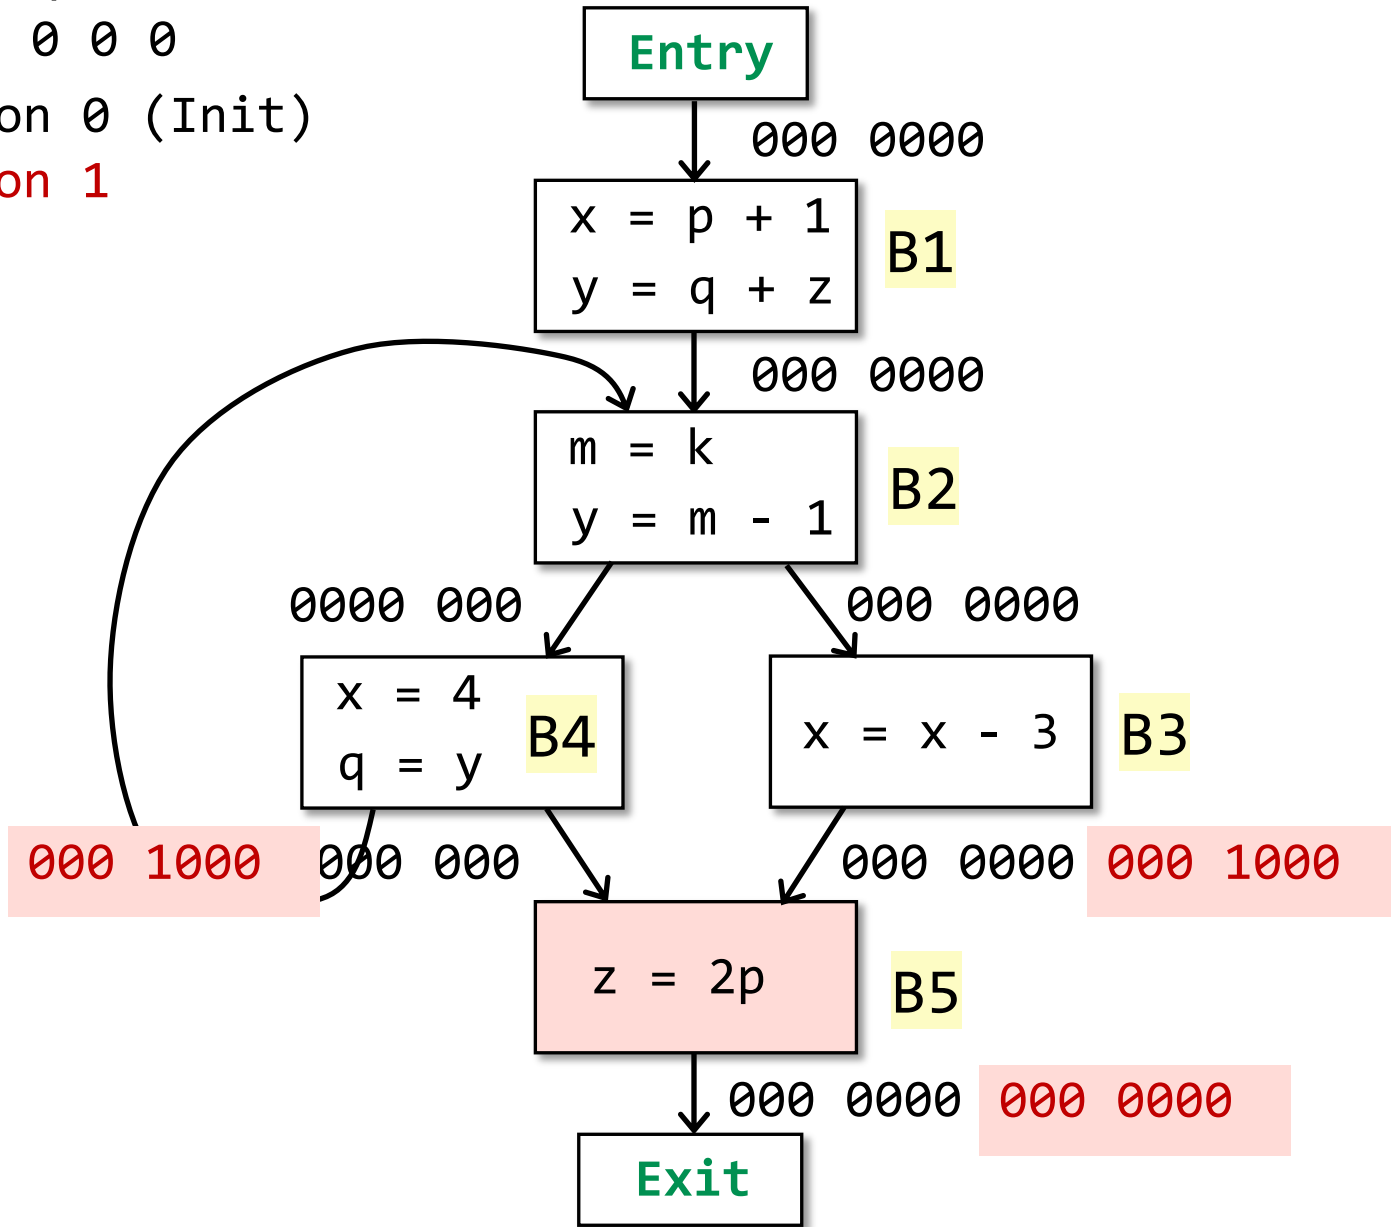 0 0 0
on 0 (Init)
on 1
Entry
000 0000
x = p + 1
y = q + z
B1
000 0000
m = k
y = m - 1
B2
0000 000
000 0000
x = 4
q = y
B4
x = x - 3
B3
000 1000
000 000
000 0000
000 1000
z = 2p
B5
000 0000
000 0000
Exit